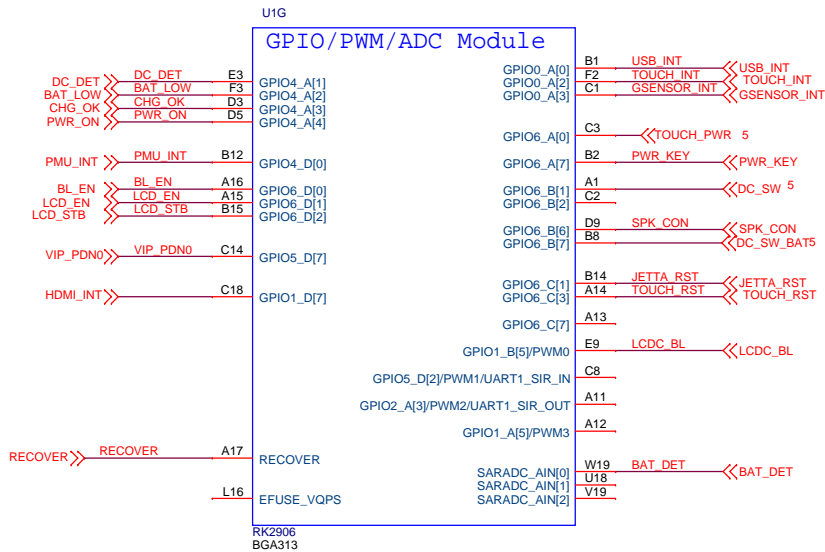 U1G
GPIO/PWM/ADC Module
DC_DET DC_DET E3 GPIO4_A[1]
BAT_LOW BAT_LOW F3 GPIO4_A[2]
CHG_OK CHG_OK D3 GPIO4_A[3]
PWR_ON PWR_ON D5 GPIO4_A[4]
PMU_INT PMU_INT B12 GPIO4_D[0]
BL_EN BL_EN A16 GPIO6_D[0]
LCD_EN LCD_EN A15 GPIO6_D[1]
LCD_STB LCD_STB B15 GPIO6_D[2]
VIP_PDN0 VIP_PDN0 C14 GPIO5_D[7]
HDMI_INT C18 GPIO1_D[7]
RECOVER RECOVER A17 RECOVER
L16 EFUSE_VQPS
GPIO0_A[0] B1 USB_INT USB_INT
GPIO0_A[2] F2 TOUCH_INT TOUCH_INT
GPIO0_A[3] C1 GSENSOR_INT GSENSOR_INT
GPIO6_A[0] C3 TOUCH_PWR 5
GPIO6_A[7] B2 PWR_KEY PWR_KEY
GPIO6_B[1] A1 DC_SW 5
GPIO6_B[2] C2
GPIO6_B[6] D9 SPK_CON SPK_CON
GPIO6_B[7] B8 DC_SW_BAT5
GPIO6_C[1] B14 JETTA_RST JETTA_RST
GPIO6_C[3] A14 TOUCH_RST TOUCH_RST
GPIO6_C[7] A13
GPIO1_B[5]/PWM0 E9 LCDC_BL LCDC_BL
GPIO5_D[2]/PWM1/UART1_SIR_IN C8
GPIO2_A[3]/PWM2/UART1_SIR_OUT A11
GPIO1_A[5]/PWM3 A12
SARADC_AIN[0] W19 BAT_DET BAT_DET
SARADC_AIN[1] U18
SARADC_AIN[2] V19
RK2906
BGA313